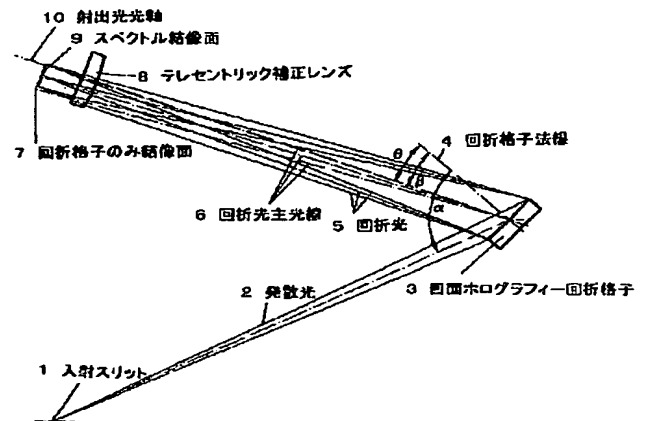 10 射出光光軸
9 スペクトル結像面
8 テレセントリック補正レンズ
7 回折格子のみ結像面
4 回折格子法線
θ
β
α
6 回折光主光線
5 回折光
3 凹面ホログラフィー回折格子
2 発散光
1 入射スリット